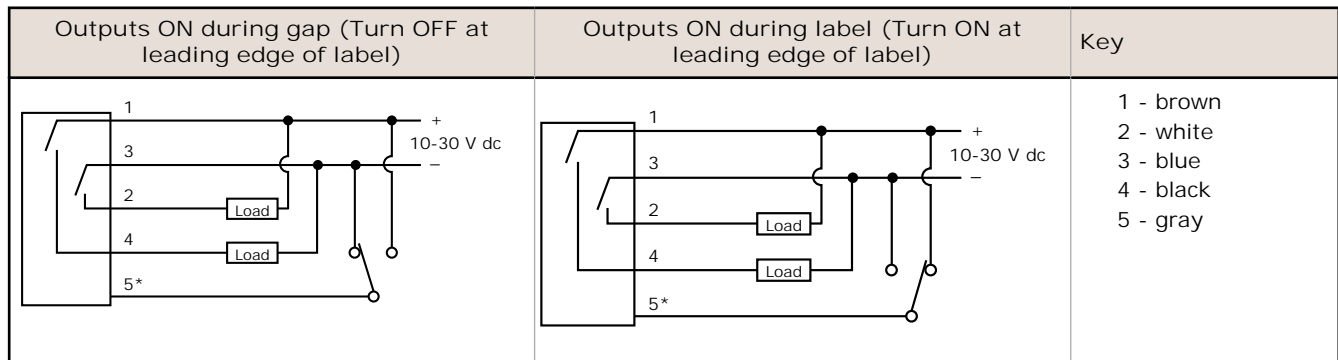 Outputs ON during gap (Turn OFF at
leading edge of label)
Outputs ON during label (Turn ON at
leading edge of label)
Key
1
+
10-30 V dc
3
−
2
Load
4
Load
5*
1
+
10-30 V dc
3
−
2
Load
4
Load
5*
1 - brown
2 - white
3 - blue
4 - black
5 - gray